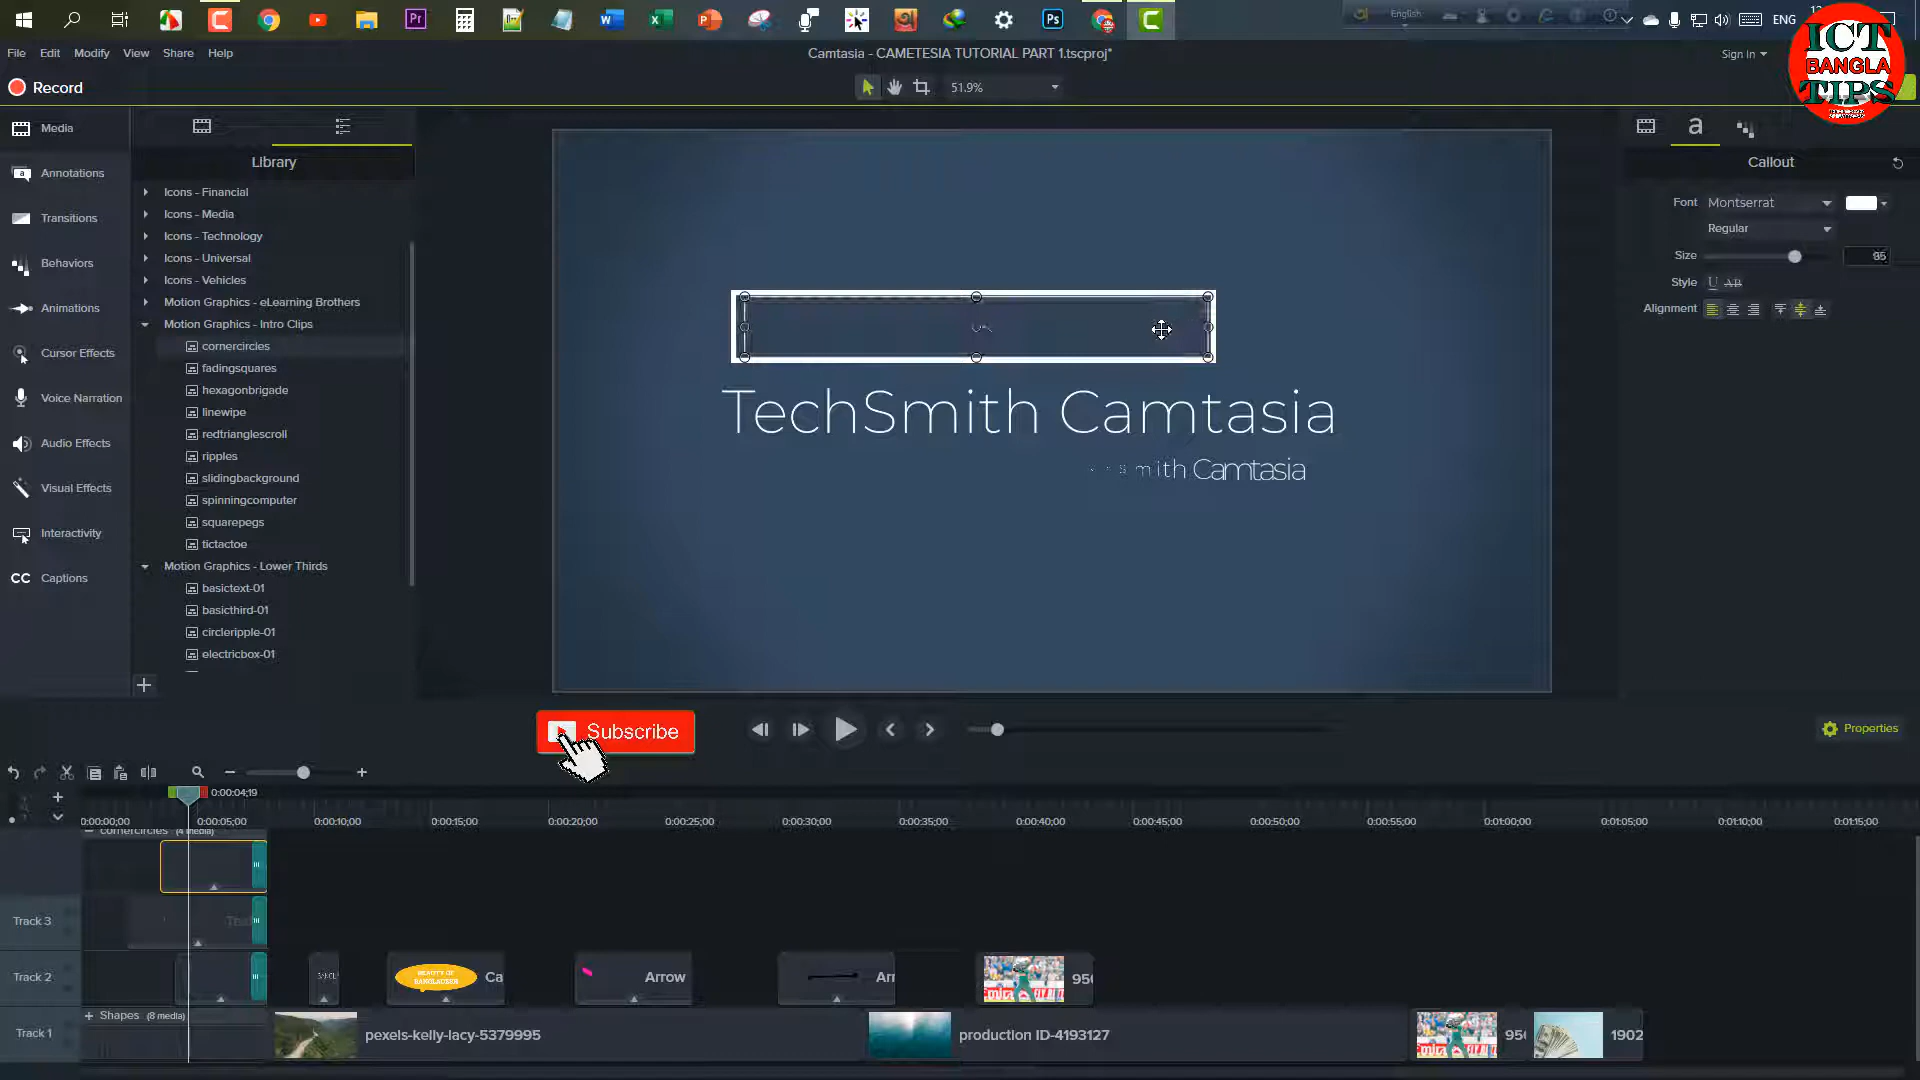 ENG
File Edit Modify View Share Help
Camtasia - CAMETESIA TUTORIAL PART 1.tscproj*
Sign In
ICT
BANGLA
TIPS
Record
51.9%
Media
Annotations
Transitions
Behaviors
Animations
Cursor Effects
Voice Narration
Audio Effects
Visual Effects
Interactivity
CC Captions
Library
Icons - Financial
Icons - Media
Icons - Technology
Icons - Universal
Icons - Vehicles
Motion Graphics - eLearning Brothers
Motion Graphics - Intro Clips
cornercircles
fadingsquares
hexagonbrigade
linewipe
redtrianglescroll
ripples
slidingbackground
spinningcomputer
squarepegs
tictactoe
Motion Graphics - Lower Thirds
basictext-01
basicthird-01
circleripple-01
electricbox-01
TechSmith Camtasia
smith Camtasia
Callout
Font Montserrat
Regular
Size
Style U AB
Alignment
Subscribe
Properties
0:00:04;19
0:00:00;00 0:00:05;00 0:00:10;00 0:00:15;00 0:00:20;00 0:00:25;00 0:00:30;00 0:00:35;00 0:00:40;00 0:00:45;00 0:00:50;00 0:00:55;00 0:01:00;00 0:01:05;00 0:01:10;00 0:01:15;00
cornercircles (4 media)
Track 3
Track 2
BEAUTY OF
BANGLADESH
Ca
Arrow
Arr
Shapes (8 media)
Track 1
pexels-kelly-lacy-5379995
production ID-4193127
1902